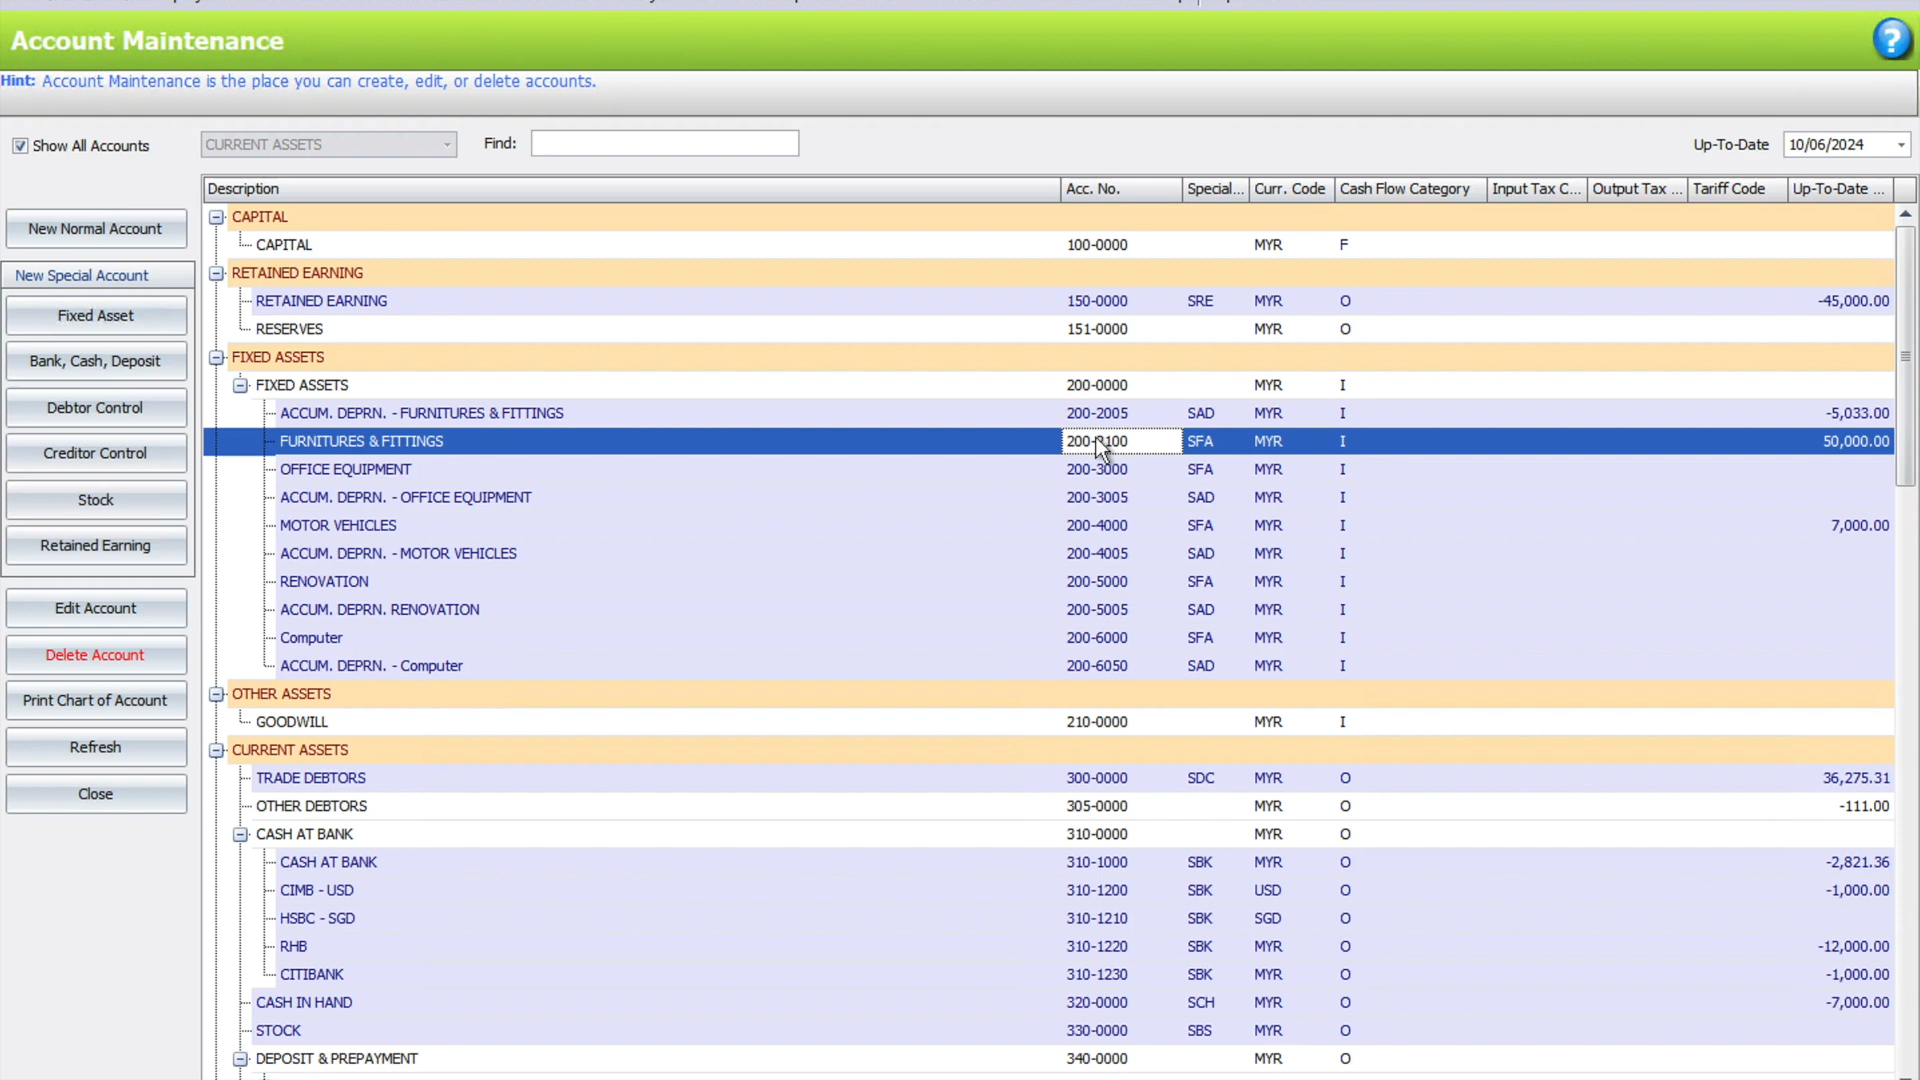 Account Maintenance
Hint: Account Maintenance is the place you can create, edit, or delete accounts.
Show All Accounts CURRENT ASSETS Find: Up-To-Date 10/06/2024
Description Acc. No. Special... Curr. Code Cash Flow Category Input Tax C... Output Tax ... Tariff Code Up-To-Date ...
New Normal Account
New Special Account
Fixed Asset
Bank, Cash, Deposit
Debtor Control
Creditor Control
Stock
Retained Earning
Edit Account
Delete Account
Print Chart of Account
Refresh
Close
CAPITAL
CAPITAL 100-0000 MYR F
RETAINED EARNING
RETAINED EARNING 150-0000 SRE MYR O -45,000.00
RESERVES 151-0000 MYR O
FIXED ASSETS
FIXED ASSETS 200-0000 MYR I
ACCUM. DEPRN. - FURNITURES & FITTINGS 200-2005 SAD MYR I -5,033.00
FURNITURES & FITTINGS SFA MYR I 50,000.00
OFFICE EQUIPMENT 200-3000 SFA MYR I
ACCUM. DEPRN. - OFFICE EQUIPMENT 200-3005 SAD MYR I
MOTOR VEHICLES 200-4000 SFA MYR I 7,000.00
ACCUM. DEPRN. - MOTOR VEHICLES 200-4005 SAD MYR I
RENOVATION 200-5000 SFA MYR I
ACCUM. DEPRN. RENOVATION 200-5005 SAD MYR I
Computer 200-6000 SFA MYR I
ACCUM. DEPRN. - Computer 200-6050 SAD MYR I
OTHER ASSETS
GOODWILL 210-0000 MYR I
CURRENT ASSETS
TRADE DEBTORS 300-0000 SDC MYR O 36,275.31
OTHER DEBTORS 305-0000 MYR O -111.00
CASH AT BANK 310-0000 MYR O
CASH AT BANK 310-1000 SBK MYR O -2,821.36
CIMB - USD 310-1200 SBK USD O -1,000.00
HSBC - SGD 310-1210 SBK SGD O
RHB 310-1220 SBK MYR O -12,000.00
CITIBANK 310-1230 SBK MYR O -1,000.00
CASH IN HAND 320-0000 SCH MYR O -7,000.00
STOCK 330-0000 SBS MYR O
DEPOSIT & PREPAYMENT 340-0000 MYR O